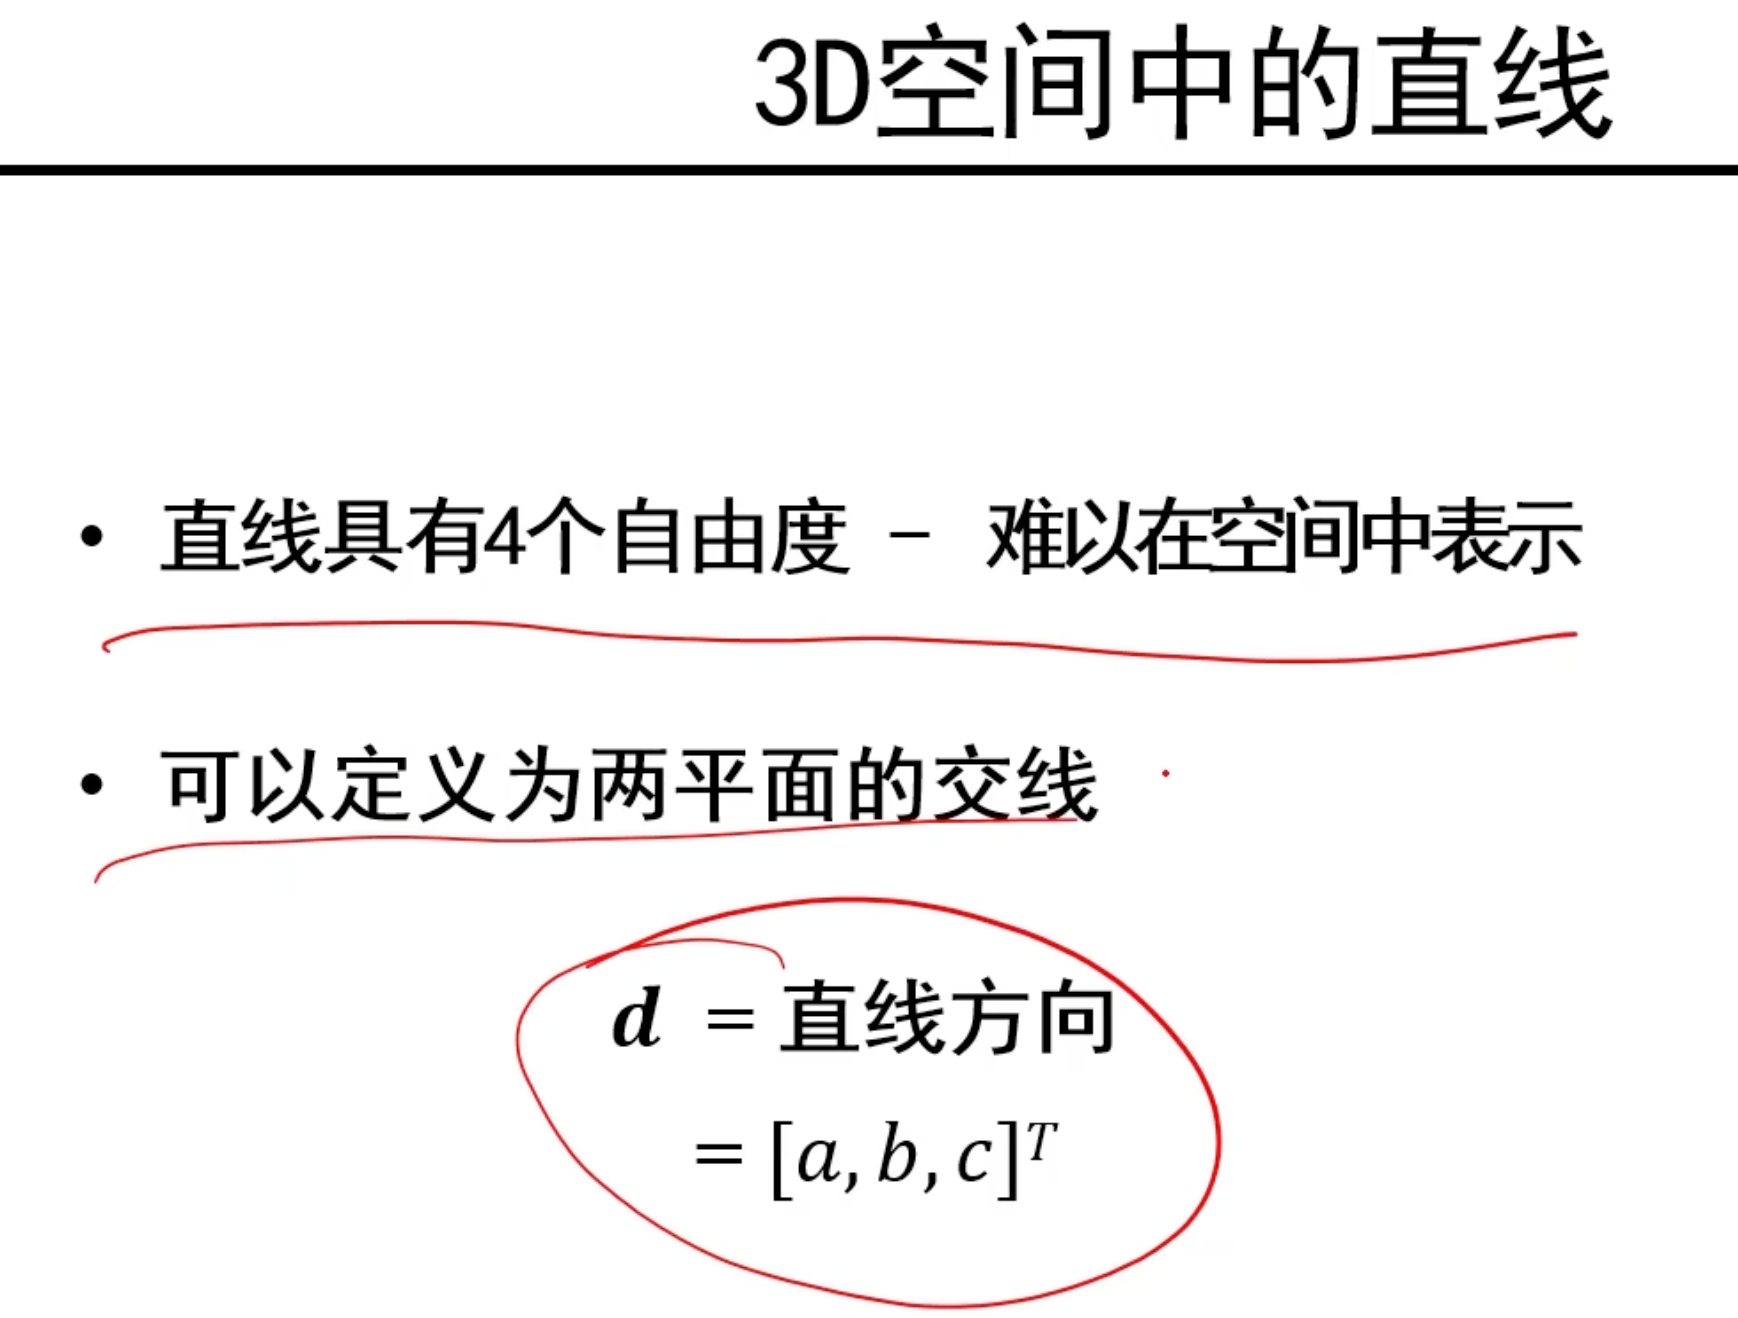 3D空间中的直线
• 直线具有4个自由度 – 难以在空间中表示
• 可以定义为两平面的交线
d = 直线方向
= [a, b, c]ᵀ